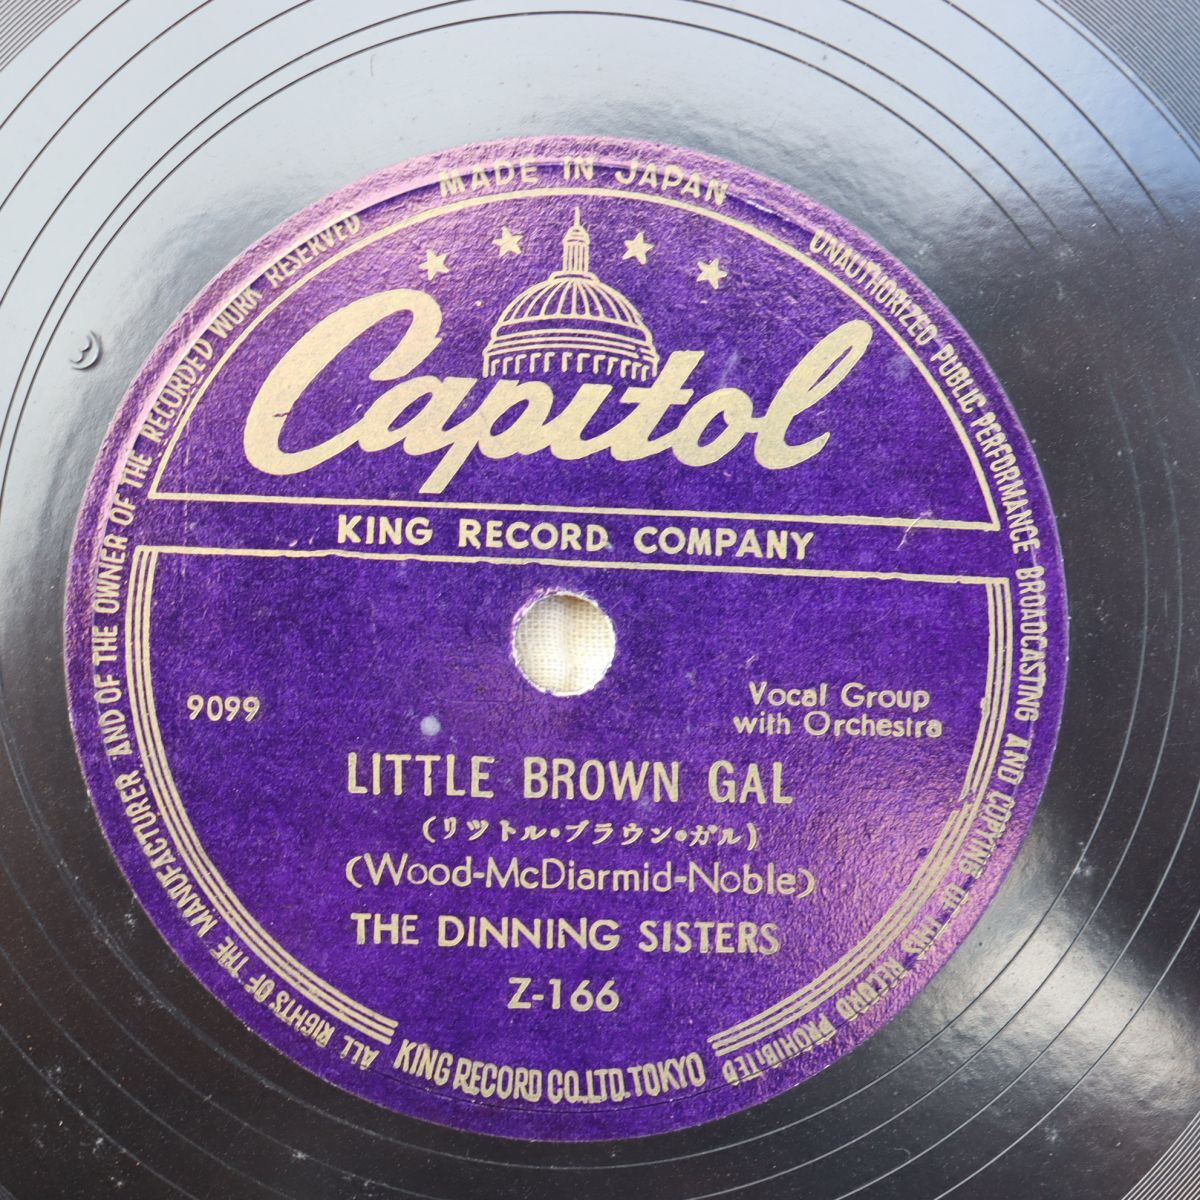 MADE IN JAPAN
Capitol
KING RECORD COMPANY
9099
Vocal Group
with Orchestra
LITTLE BROWN GAL
(リツトル•ブラウン•ガル)
(Wood-McDiarmid-Noble)
THE DINNING SISTERS
Z-166
KING RECORD CO.LTD.TOKYO
ALL RIGHTS OF THE MANUFACTURER AND OF THE OWNER OF THE RECORDED WORK RESERVED
UNAUTHORIZED PUBLIC PERFORMANCE BROADCASTING AND COPYING OF THIS RECORD PROHIBITED